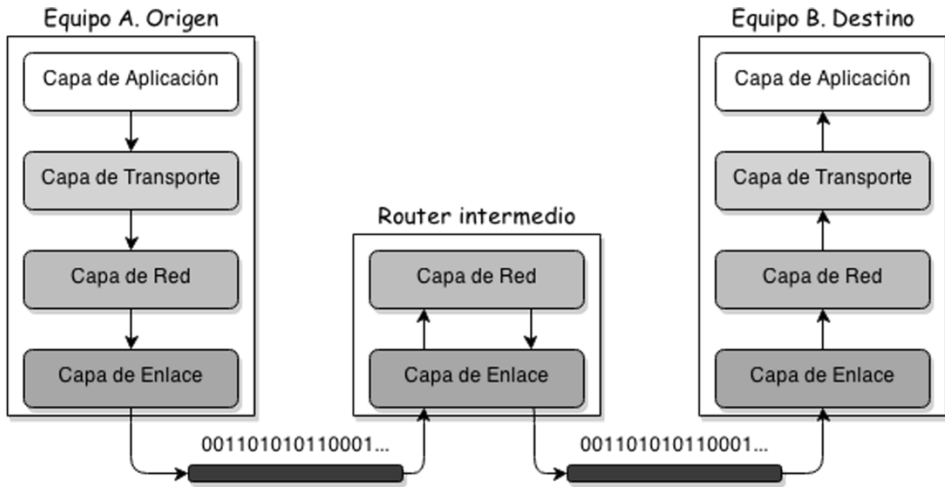 Equipo A. Origen
Capa de Aplicación
Capa de Transporte
Capa de Red
Capa de Enlace
001101010110001...
Router intermedio
Capa de Red
Capa de Enlace
001101010110001...
Equipo B. Destino
Capa de Aplicación
Capa de Transporte
Capa de Red
Capa de Enlace